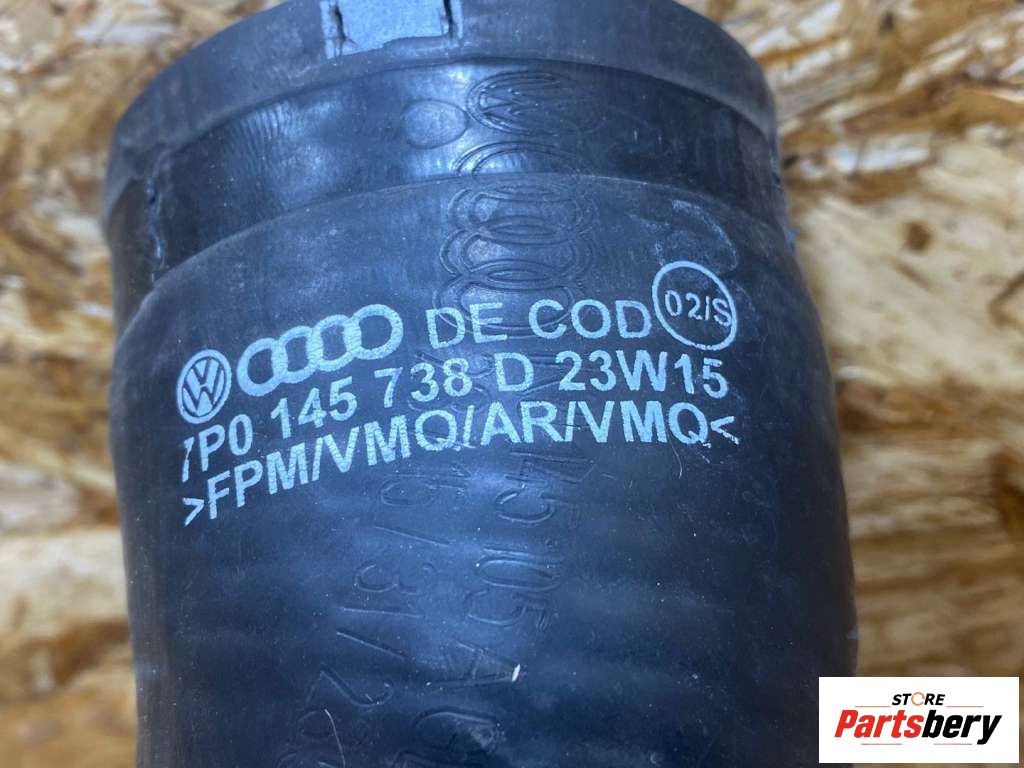 DE COD 02/S
7P0 145 738 D 23W15
>FPM/VMQ/AR/VMQ<
STORE
Partsbery